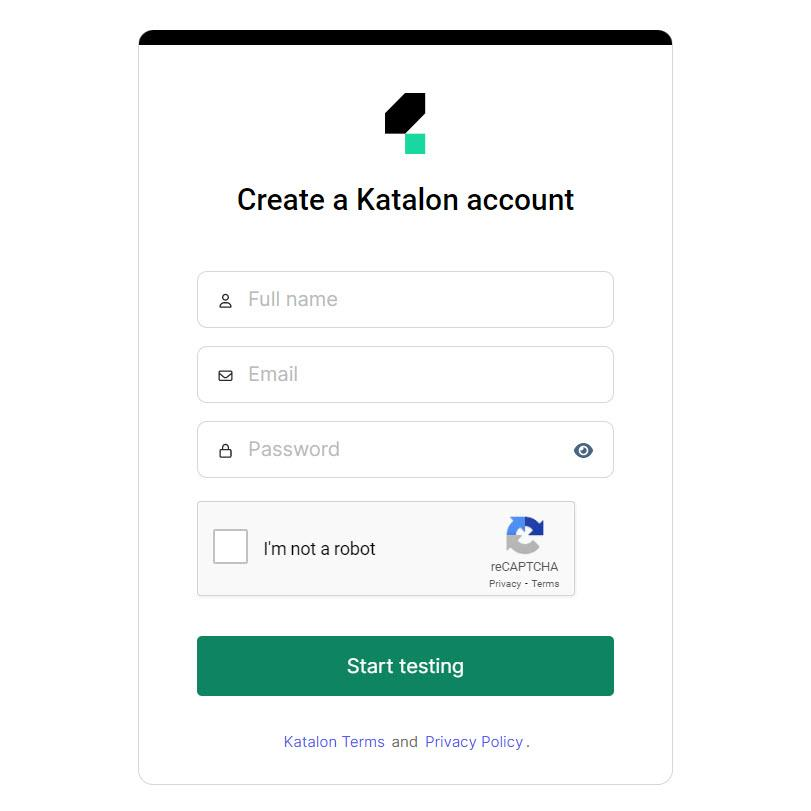 Create a Katalon account
Full name
Email
Password
I'm not a robot
reCAPTCHA
Privacy - Terms
Start testing
Katalon Terms and Privacy Policy.